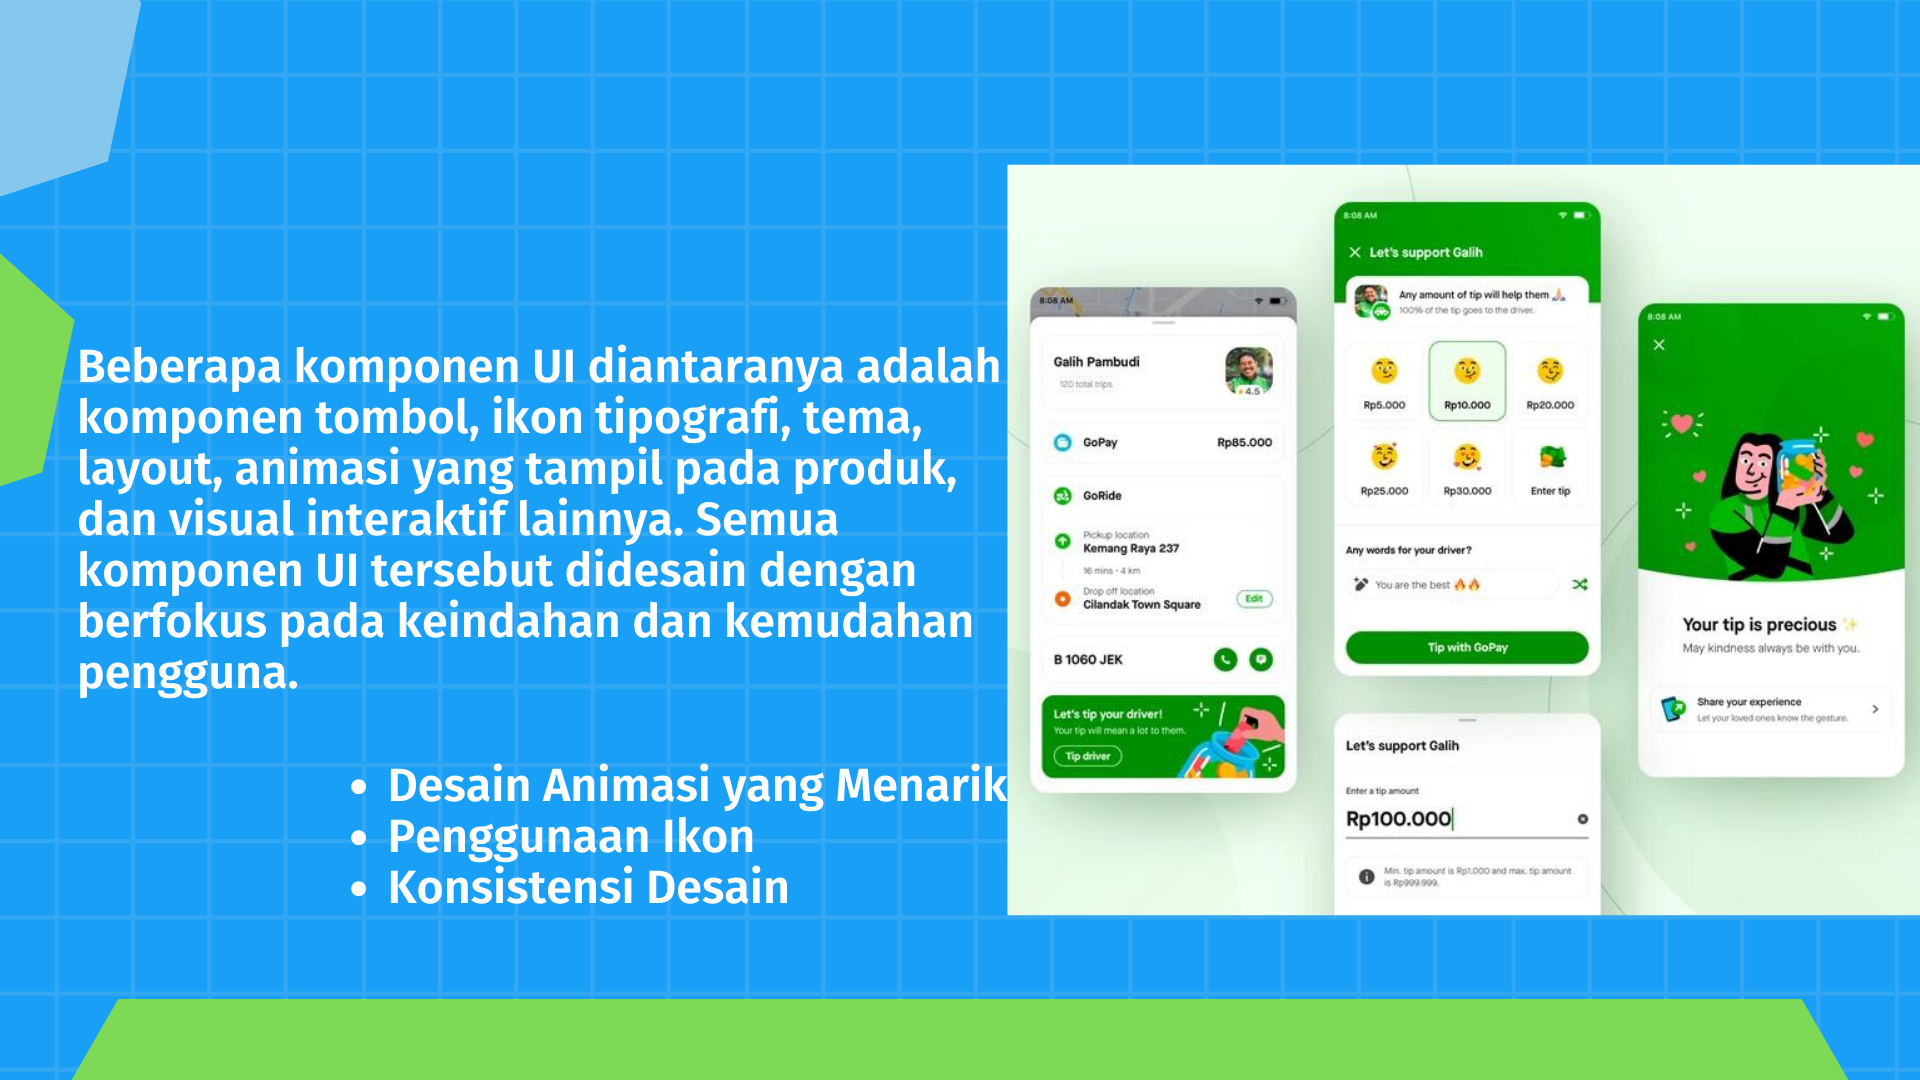 Beberapa komponen UI diantaranya adalah
komponen tombol, ikon tipografi, tema,
layout, animasi yang tampil pada produk,
dan visual interaktif lainnya. Semua
komponen UI tersebut didesain dengan
berfokus pada keindahan dan kemudahan
pengguna.
• Desain Animasi yang Menarik
• Penggunaan Ikon
• Konsistensi Desain
8:08 AM
Galih Pambudi
120 total trips
4.5
GoPay Rp85.000
GoRide
Pickup location
Kemang Raya 237
16 mins • 4 km
Drop off location
Cilandak Town Square
Edit
B 1060 JEK
Let's tip your driver!
Your tip will mean a lot to them.
Tip driver
8:08 AM
Let's support Galih
Any amount of tip will help them 🙏🏼
100% of the tip goes to the driver.
Rp5.000 Rp10.000 Rp20.000
Rp25.000 Rp30.000 Enter tip
Any words for your driver?
You are the best 🔥🔥
Tip with GoPay
Let's support Galih
Enter a tip amount
Rp100.000
Min. tip amount is Rp1.000 and max. tip amount
is Rp999.999.
8:08 AM
Your tip is precious ✨
May kindness always be with you.
Share your experience
Let your loved ones know the gesture.